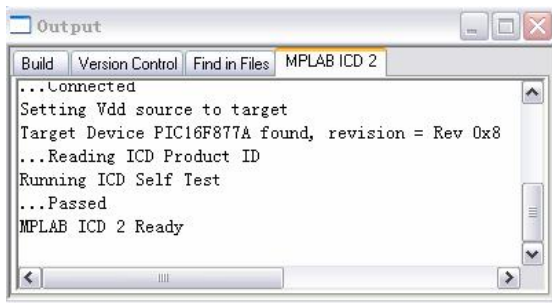 Output
Build Version Control Find in Files MPLAB ICD 2
...Connected
Setting Vdd source to target
Target Device PIC16F877A found, revision = Rev 0x8
...Reading ICD Product ID
Running ICD Self Test
...Passed
MPLAB ICD 2 Ready